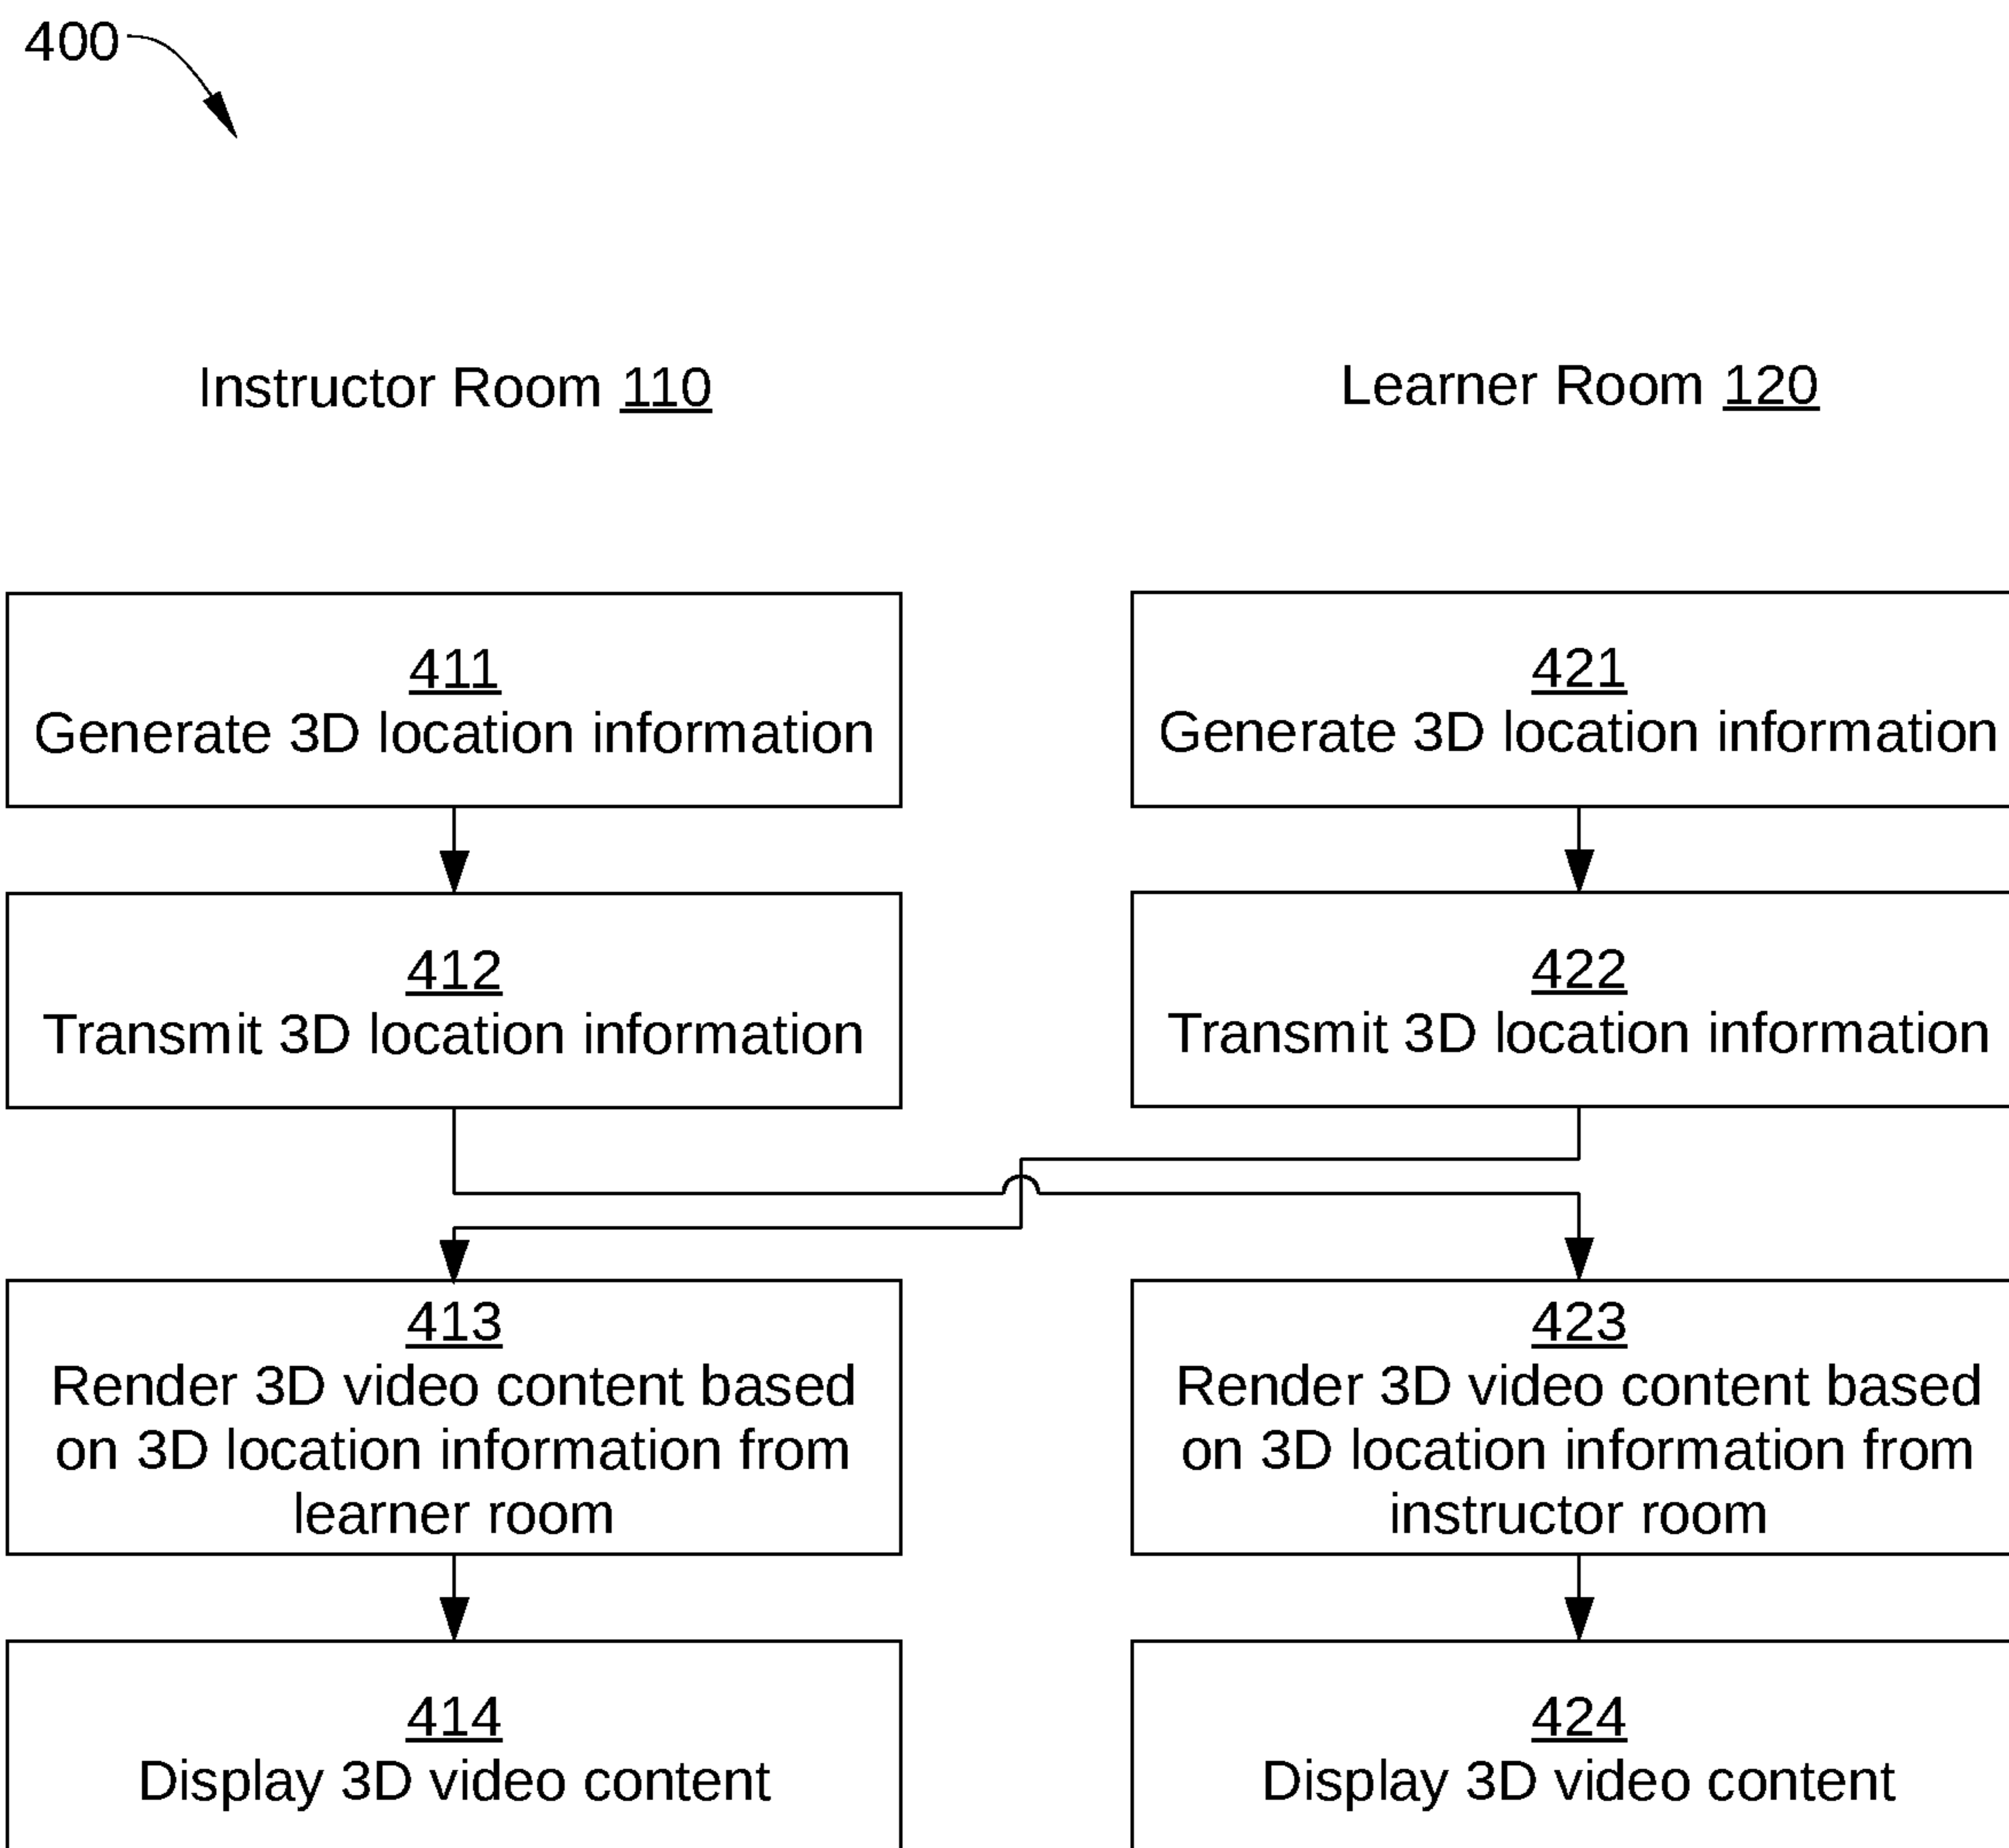 400
Instructor Room 110
Learner Room 120
411
Generate 3D location information
421
Generate 3D location information
412
Transmit 3D location information
422
Transmit 3D location information
413
Render 3D video content based
on 3D location information from
learner room
423
Render 3D video content based
on 3D location information from
instructor room
414
Display 3D video content
424
Display 3D video content